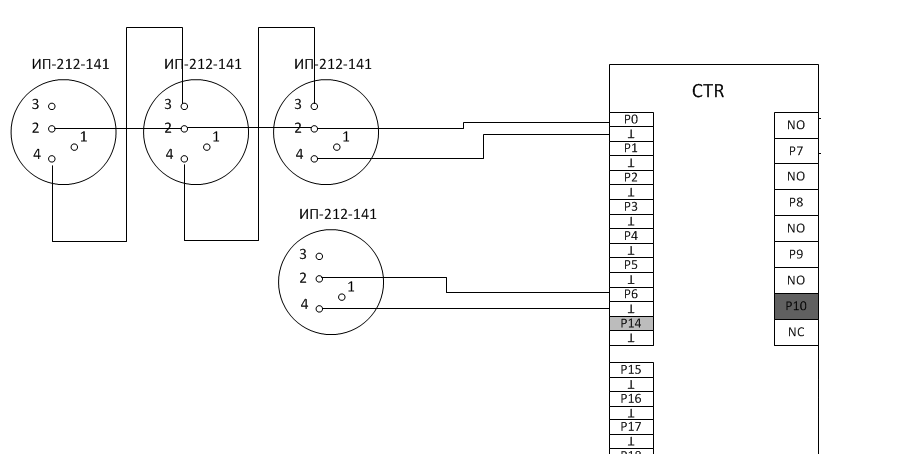 ИП-212-141 ИП-212-141 ИП-212-141
3 3 3
2 2 2
1 1 1
4 4 4
ИП-212-141
3
2
1
4
CTR
P0
⊥
P1
⊥
P2
⊥
P3
⊥
P4
⊥
P5
⊥
P6
⊥
P14
⊥
P15
⊥
P16
⊥
P17
⊥
NO
P7
NO
P8
NO
P9
NO
P10
NC